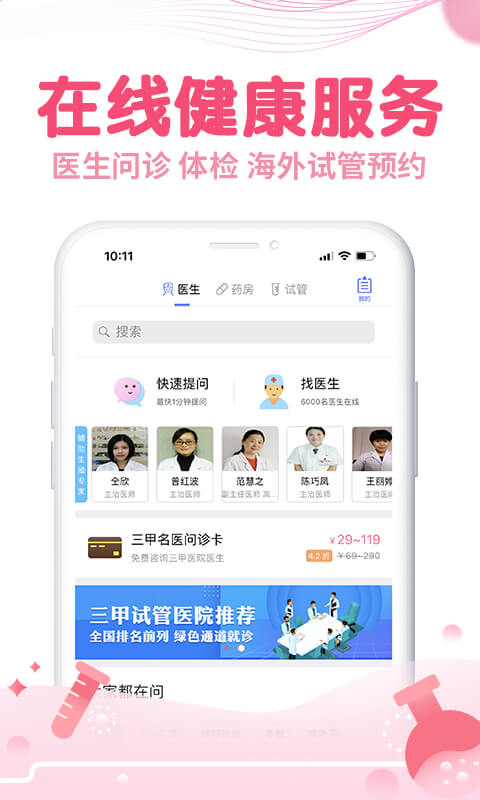 在线健康服务
医生问诊 体检 海外试管预约
10:11
医生 药房 试管
我的
搜索
快速提问 找医生
最快1分钟提问 6000名医生在线
辅助生殖专家
全欣 曾红波 范慧之 陈巧凤 王丽娜
主治医师 主治医师 副主任医师 高... 主治医师 主治医师
三甲名医问诊卡 ¥29~119
免费咨询三甲医院医生 4.2 折 ¥69~290
三甲试管医院推荐
全国排名前列 绿色通道就诊
家都在问